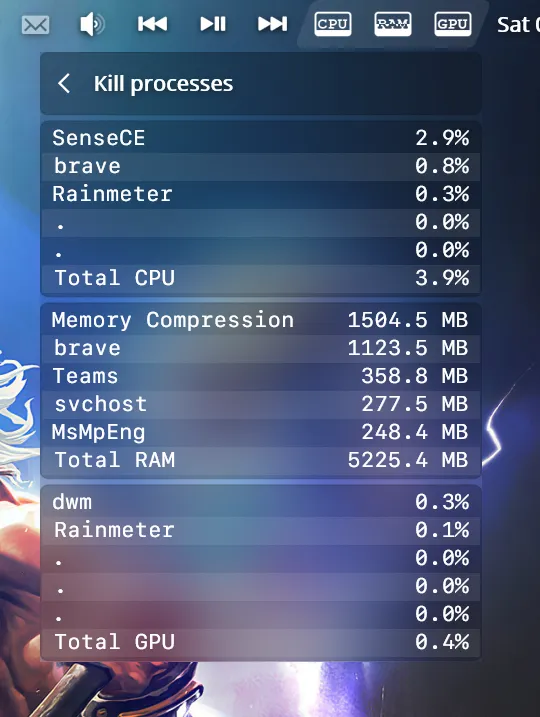 CPU RAM GPU Sat
Kill processes
SenseCE 2.9%
brave 0.8%
Rainmeter 0.3%
. 0.0%
. 0.0%
Total CPU 3.9%
Memory Compression 1504.5 MB
brave 1123.5 MB
Teams 358.8 MB
svchost 277.5 MB
MsMpEng 248.4 MB
Total RAM 5225.4 MB
dwm 0.3%
Rainmeter 0.1%
. 0.0%
. 0.0%
. 0.0%
Total GPU 0.4%